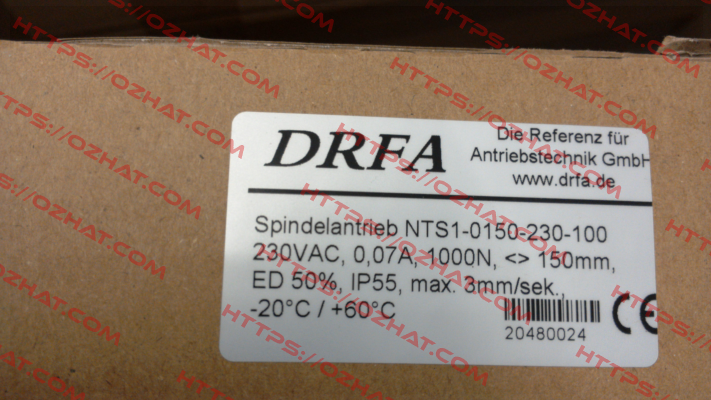 DRFA
Die Referenz für
Antriebstechnik GmbH
www.drfa.de
Spindelantrieb NTS1-0150-230-100
230VAC, 0,07A, 1000N, <> 150mm,
ED 50%, IP55, max. 3mm/sek.,
-20°C / +60°C
20480024
CE
HTTPS://OZHAT.COM